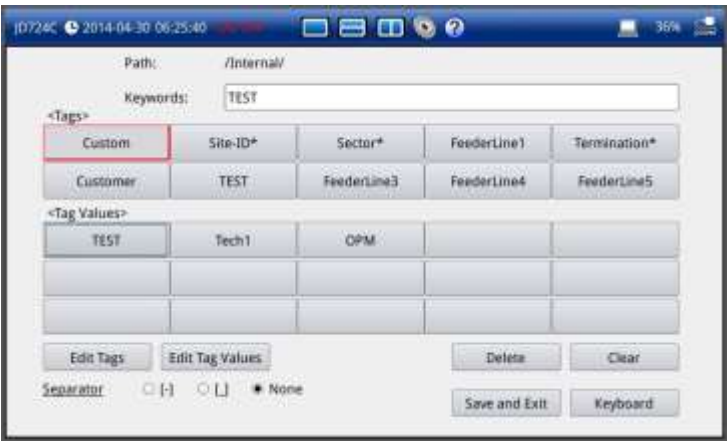 JD724C 2014-04-30 06:25:40 36%
Path: /Internal/
Keywords: TEST
<Tags>
Custom Site-ID* Sector* FeederLine1 Termination*
Customer TEST FeederLine3 FeederLine4 FeederLine5
<Tag Values>
TEST Tech1 OPM
Edit Tags Edit Tag Values Delete Clear
Separator [-] [_] None
Save and Exit Keyboard